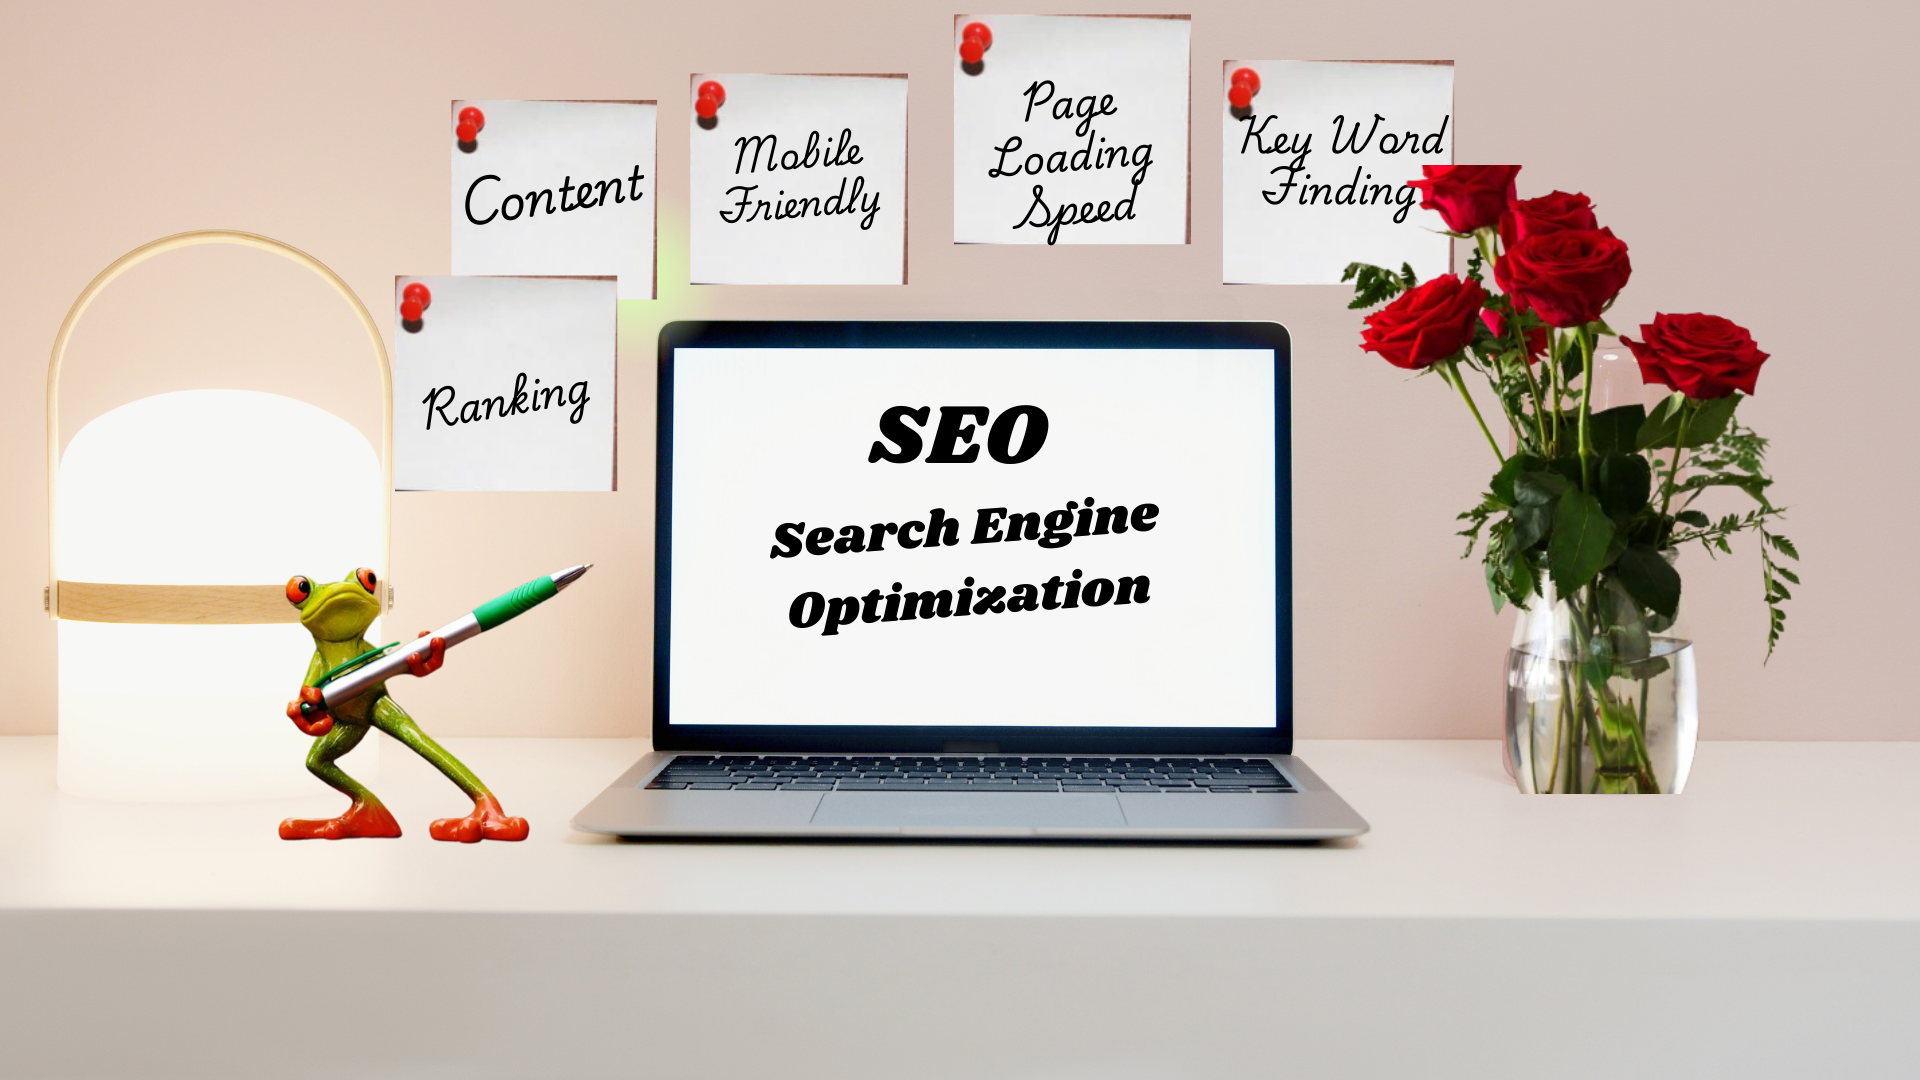 Content
Mobile
Friendly
Page
Loading
Speed
Key Word
Finding
Ranking
SEO
Search Engine
Optimization